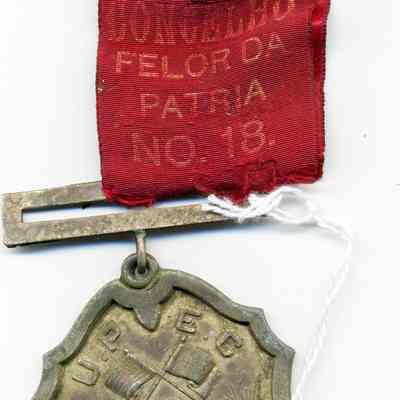 CONCELHO
FELOR DA
PATRIA
NO. 18.
U.P.E.C